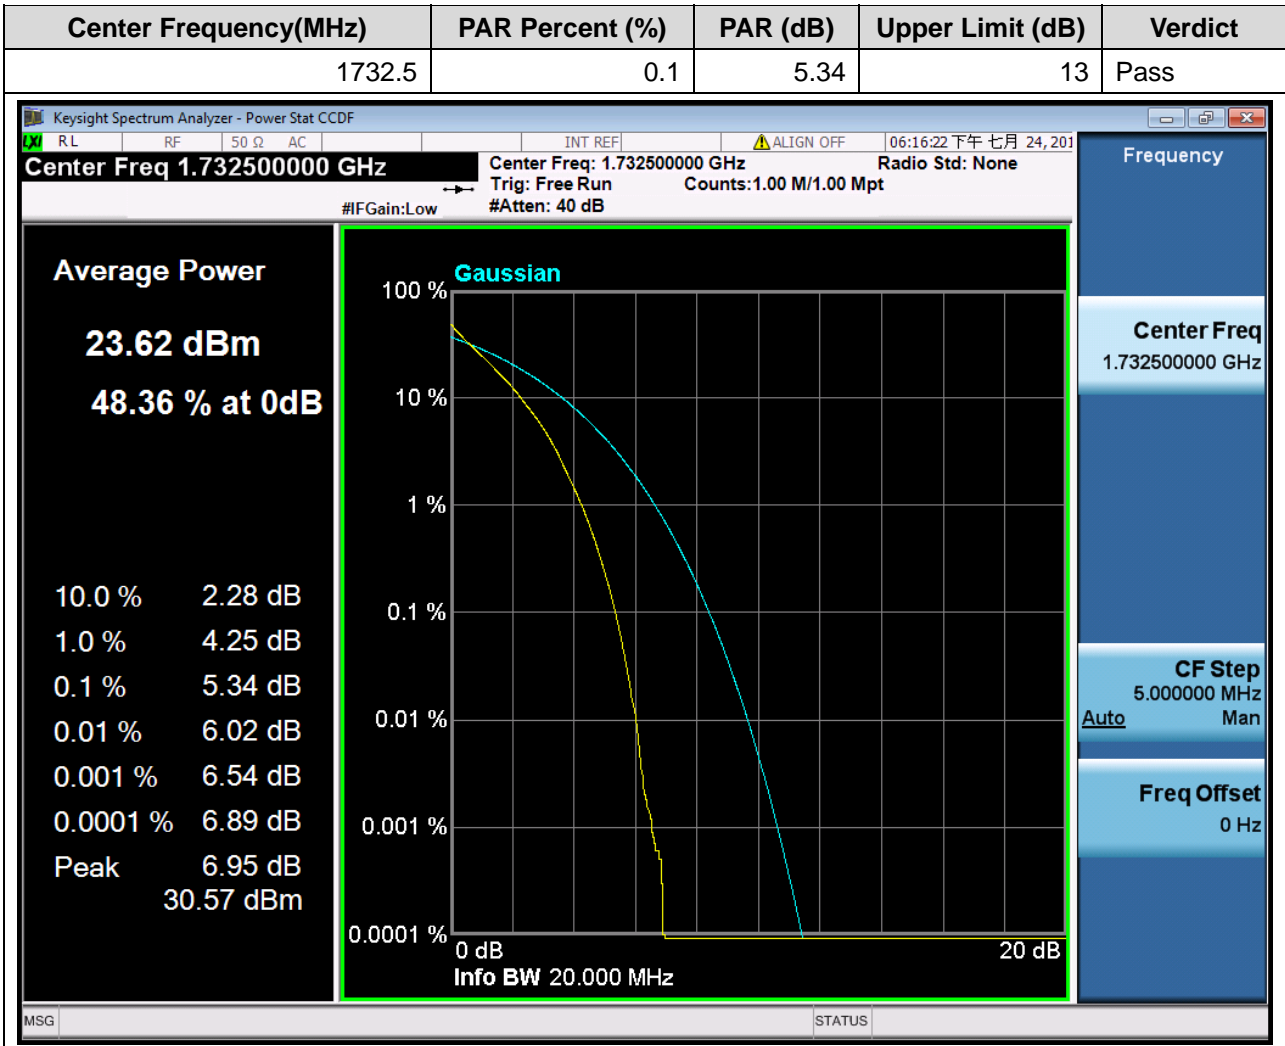 Center Frequency(MHz) PAR Percent (%) PAR (dB) Upper Limit (dB) Verdict
1732.5 0.1 5.34 13 Pass
Keysight Spectrum Analyzer - Power Stat CCDF
LXI RL RF 50 Ω AC INT REF ALIGN OFF 06:16:22 下午 七月 24, 201
Center Freq 1.732500000 GHz
Center Freq: 1.732500000 GHz Radio Std: None
Trig: Free Run Counts:1.00 M/1.00 Mpt
#IFGain:Low #Atten: 40 dB
Average Power
23.62 dBm
48.36 % at 0dB
10.0 % 2.28 dB
1.0 % 4.25 dB
0.1 % 5.34 dB
0.01 % 6.02 dB
0.001 % 6.54 dB
0.0001 % 6.89 dB
Peak 6.95 dB
30.57 dBm
Gaussian
100 %
10 %
1 %
0.1 %
0.01 %
0.001 %
0.0001 %
0 dB 20 dB
Info BW 20.000 MHz
Frequency
Center Freq
1.732500000 GHz
CF Step
5.000000 MHz
Auto Man
Freq Offset
0 Hz
MSG STATUS